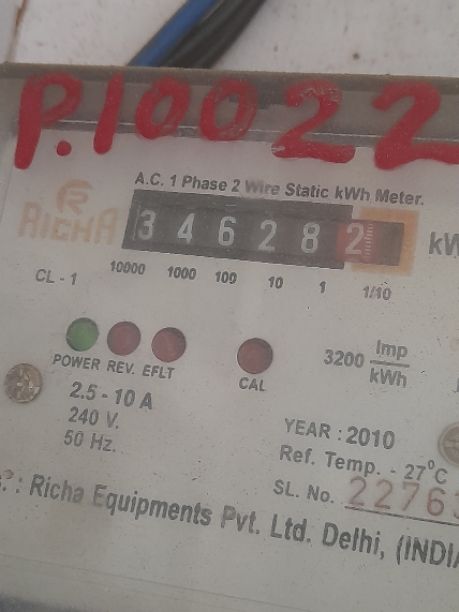 P.10022
A.C. 1 Phase 2 Wire Static kWh Meter.
RICHA
346282
CL - 1
10000 1000 100 10 1 1/10
POWER REV. EFLT
CAL
3200 Imp
kWh
2.5 - 10 A
240 V.
50 Hz.
YEAR : 2010
Ref. Temp. - 27°C
SL. No. 2276
: Richa Equipments Pvt. Ltd. Delhi,